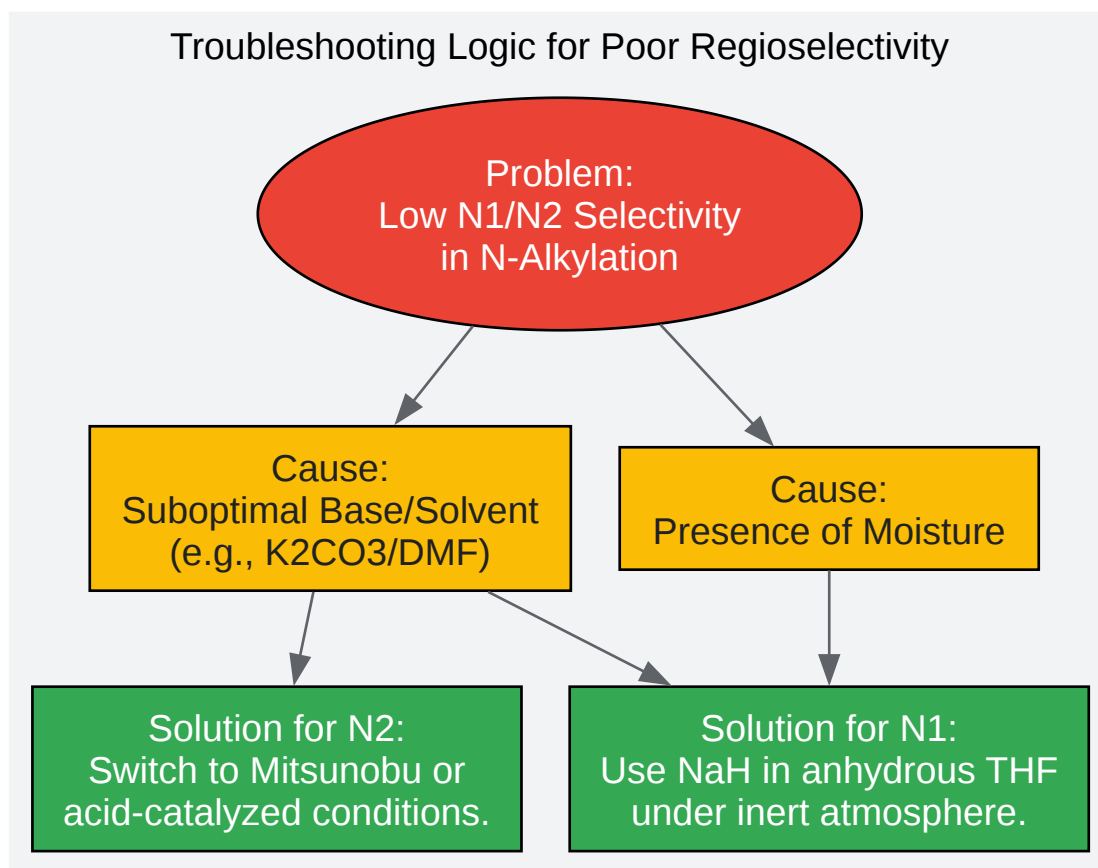 Troubleshooting Logic for Poor Regioselectivity
Problem:
Low N1/N2 Selectivity
in N-Alkylation
Cause:
Suboptimal Base/Solvent
(e.g., K2CO3/DMF)
Cause:
Presence of Moisture
Solution for N2:
Switch to Mitsunobu or
acid-catalyzed conditions.
Solution for N1:
Use NaH in anhydrous THF
under inert atmosphere.